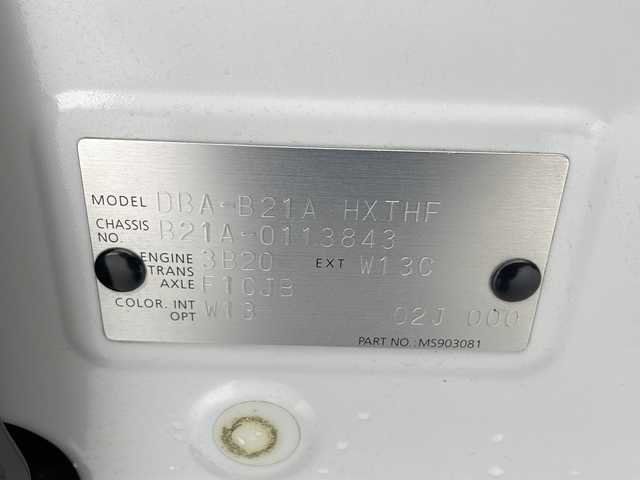 MODEL DBA-B21A HXTHF
CHASSIS NO. B21A-0113843
ENGINE 3B20 EXT W13C
TRANS AXLE F1CJB
COLOR. INT OPT W13 02J 000
PART NO.: MS903081